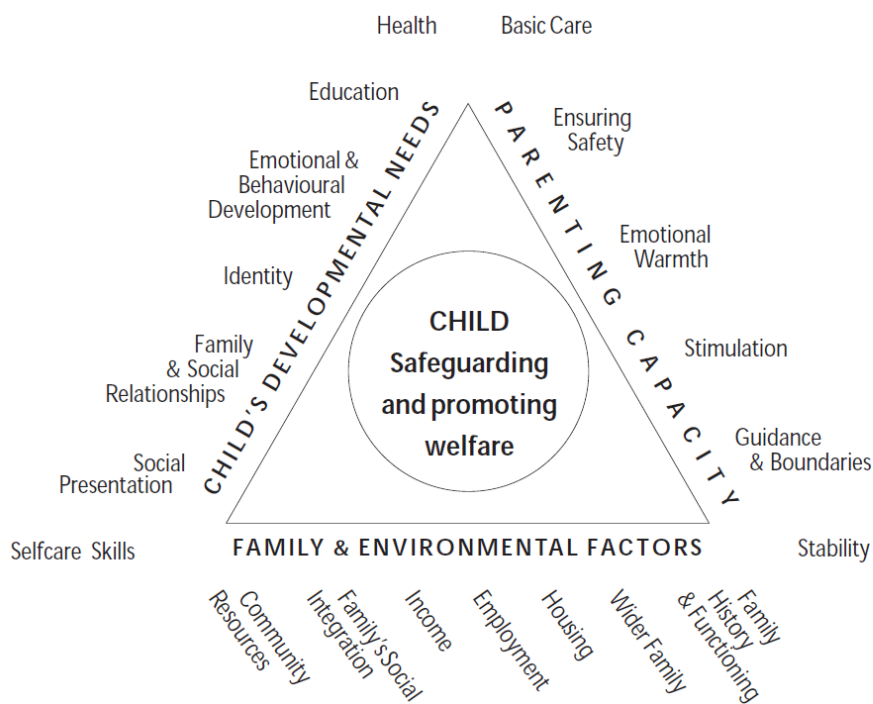 Health
Education
Emotional &
Behavioural
Development
Identity
Family
& Social
Relationships
Social
Presentation
Selfcare Skills
CHILD'S DEVELOPMENTAL NEEDS
Basic Care
Ensuring
Safety
Emotional
Warmth
Stimulation
Guidance
& Boundaries
Stability
PARENTING CAPACITY
CHILD
Safeguarding
and promoting
welfare
FAMILY & ENVIRONMENTAL FACTORS
Community
Resources
Family's Social
Integration
Income
Employment
Housing
Wider Family
Family
History
& Functioning